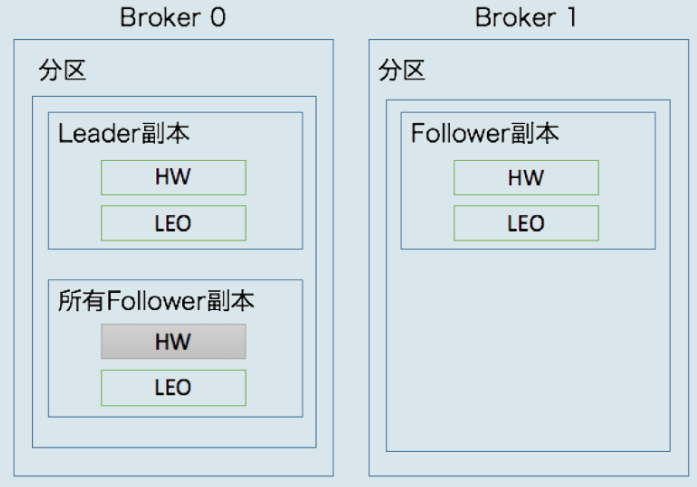 Broker 0
分区
Leader副本
HW
LEO
所有Follower副本
HW
LEO
Broker 1
分区
Follower副本
HW
LEO